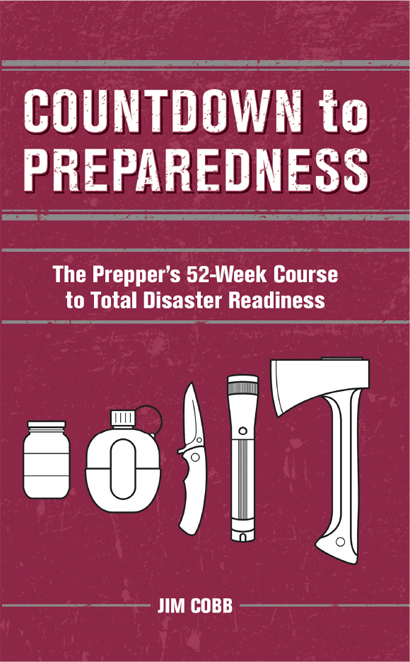 COUNTDOWN to
PREPAREDNESS
The Prepper's 52-Week Course
to Total Disaster Readiness
JIM COBB